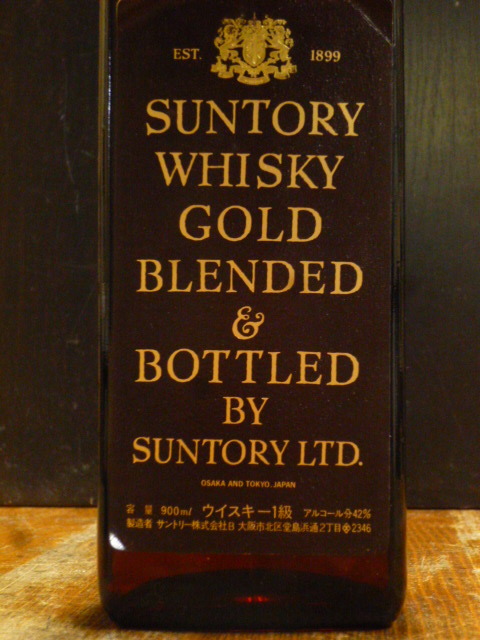 EST. 1899
SUNTORY
WHISKY
GOLD
BLENDED
&
BOTTLED
BY
SUNTORY LTD.
OSAKA AND TOKYO. JAPAN
容量 900ml ウイスキー1級 アルコール分42%
製造者 サントリー株式会社B 大阪市北区堂島浜通2丁目 2346